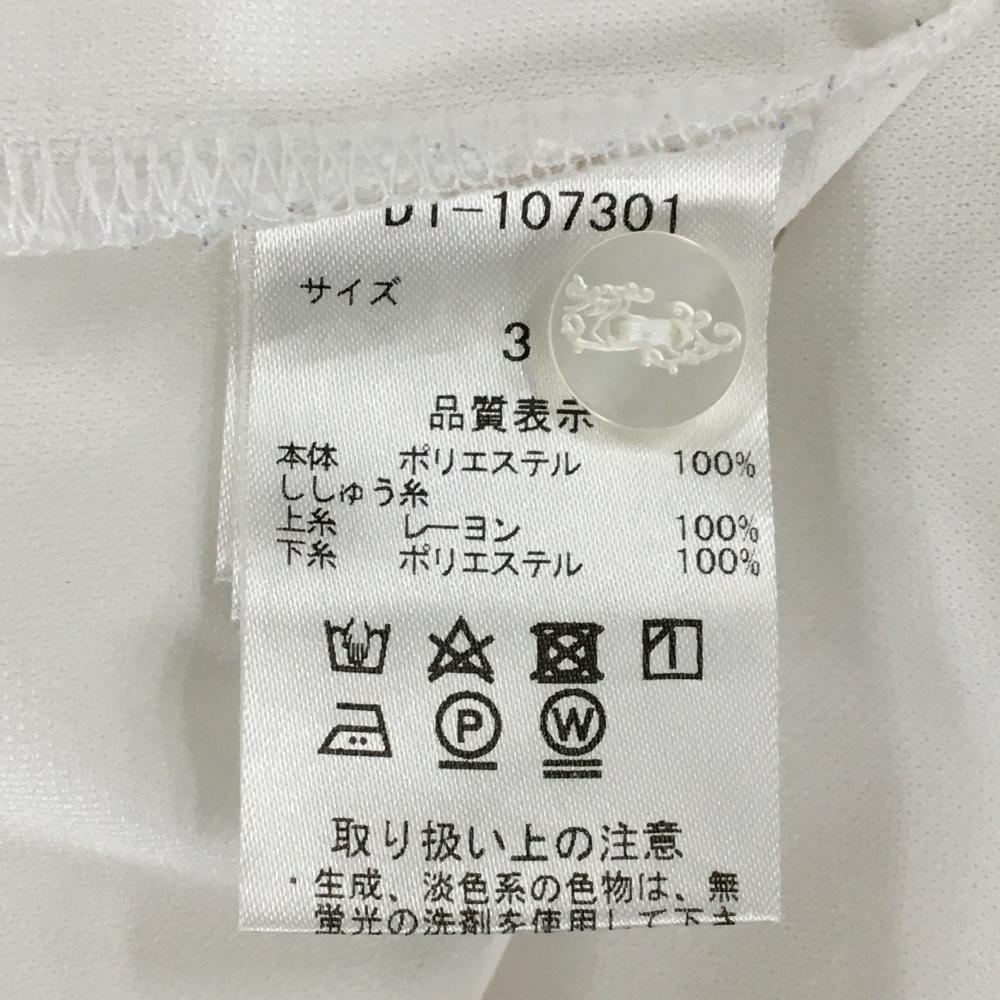 D1-107301
サイズ
3
品質表示
本体 ポリエステル 100%
ししゅう糸
上糸 レーヨン 100%
下糸 ポリエステル 100%
P W
取り扱い上の注意
・生成、淡色系の色物は、無
蛍光の洗剤を使用して下さ